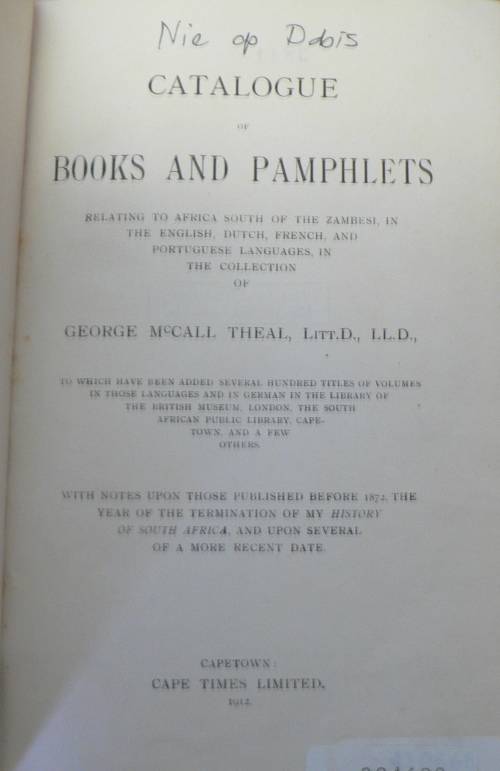 Nie op Dobis
CATALOGUE
OF
BOOKS AND PAMPHLETS
RELATING TO AFRICA SOUTH OF THE ZAMBESI, IN
THE ENGLISH, DUTCH, FRENCH, AND
PORTUGUESE LANGUAGES, IN
THE COLLECTION
OF
GEORGE McCALL THEAL, LITT.D., LL.D.,
TO WHICH HAVE BEEN ADDED SEVERAL HUNDRED TITLES OF VOLUMES
IN THOSE LANGUAGES AND IN GERMAN IN THE LIBRARY OF
THE BRITISH MUSEUM, LONDON, THE SOUTH
AFRICAN PUBLIC LIBRARY, CAPE-
TOWN, AND A FEW
OTHERS.
WITH NOTES UPON THOSE PUBLISHED BEFORE 1872, THE
YEAR OF THE TERMINATION OF MY HISTORY
OF SOUTH AFRICA, AND UPON SEVERAL
OF A MORE RECENT DATE.
CAPETOWN:
CAPE TIMES LIMITED.
1912.